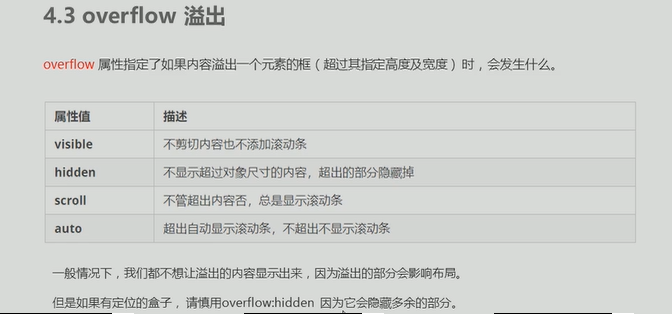 4.3 overflow 溢出
overflow 属性指定了如果内容溢出一个元素的框（超过其指定高度及宽度）时，会发生什么。
属性值 描述
visible 不剪切内容也不添加滚动条
hidden 不显示超过对象尺寸的内容，超出的部分隐藏掉
scroll 不管超出内容否，总是显示滚动条
auto 超出自动显示滚动条，不超出不显示滚动条
一般情况下，我们都不想让溢出的内容显示出来，因为溢出的部分会影响布局。
但是如果有定位的盒子，请慎用overflow:hidden 因为它会隐藏多余的部分。